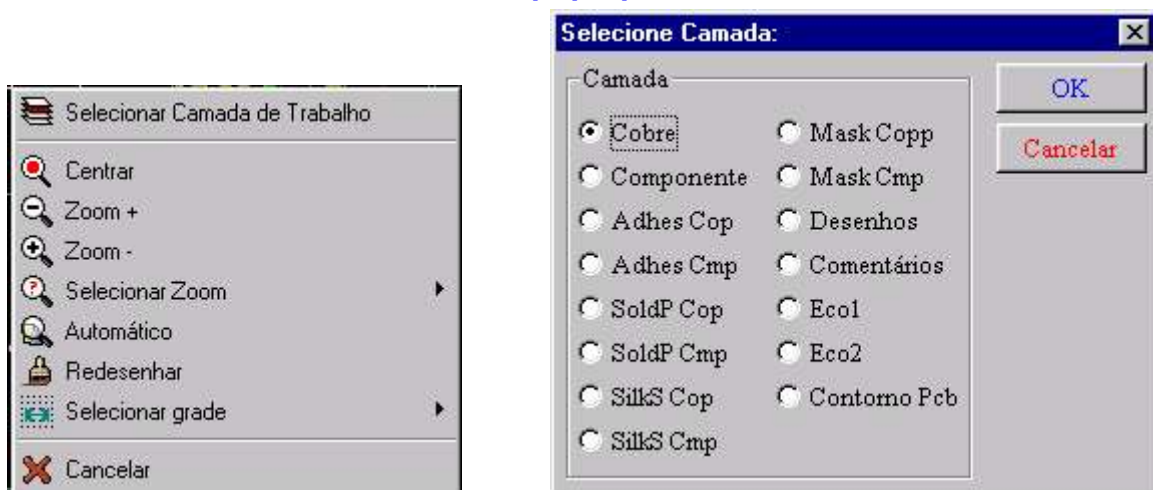 Selecionar Camada de Trabalho
Centrar
Zoom +
Zoom -
Selecionar Zoom
Automático
Redesenhar
Selecionar grade
Cancelar
Selecione Camada:
Camada
Cobre
Componente
Adhes Cop
Adhes Cmp
SoldP Cop
SoldP Cmp
SilkS Cop
SilkS Cmp
Mask Copp
Mask Cmp
Desenhos
Comentários
Eco1
Eco2
Contorno Pcb
OK
Cancelar